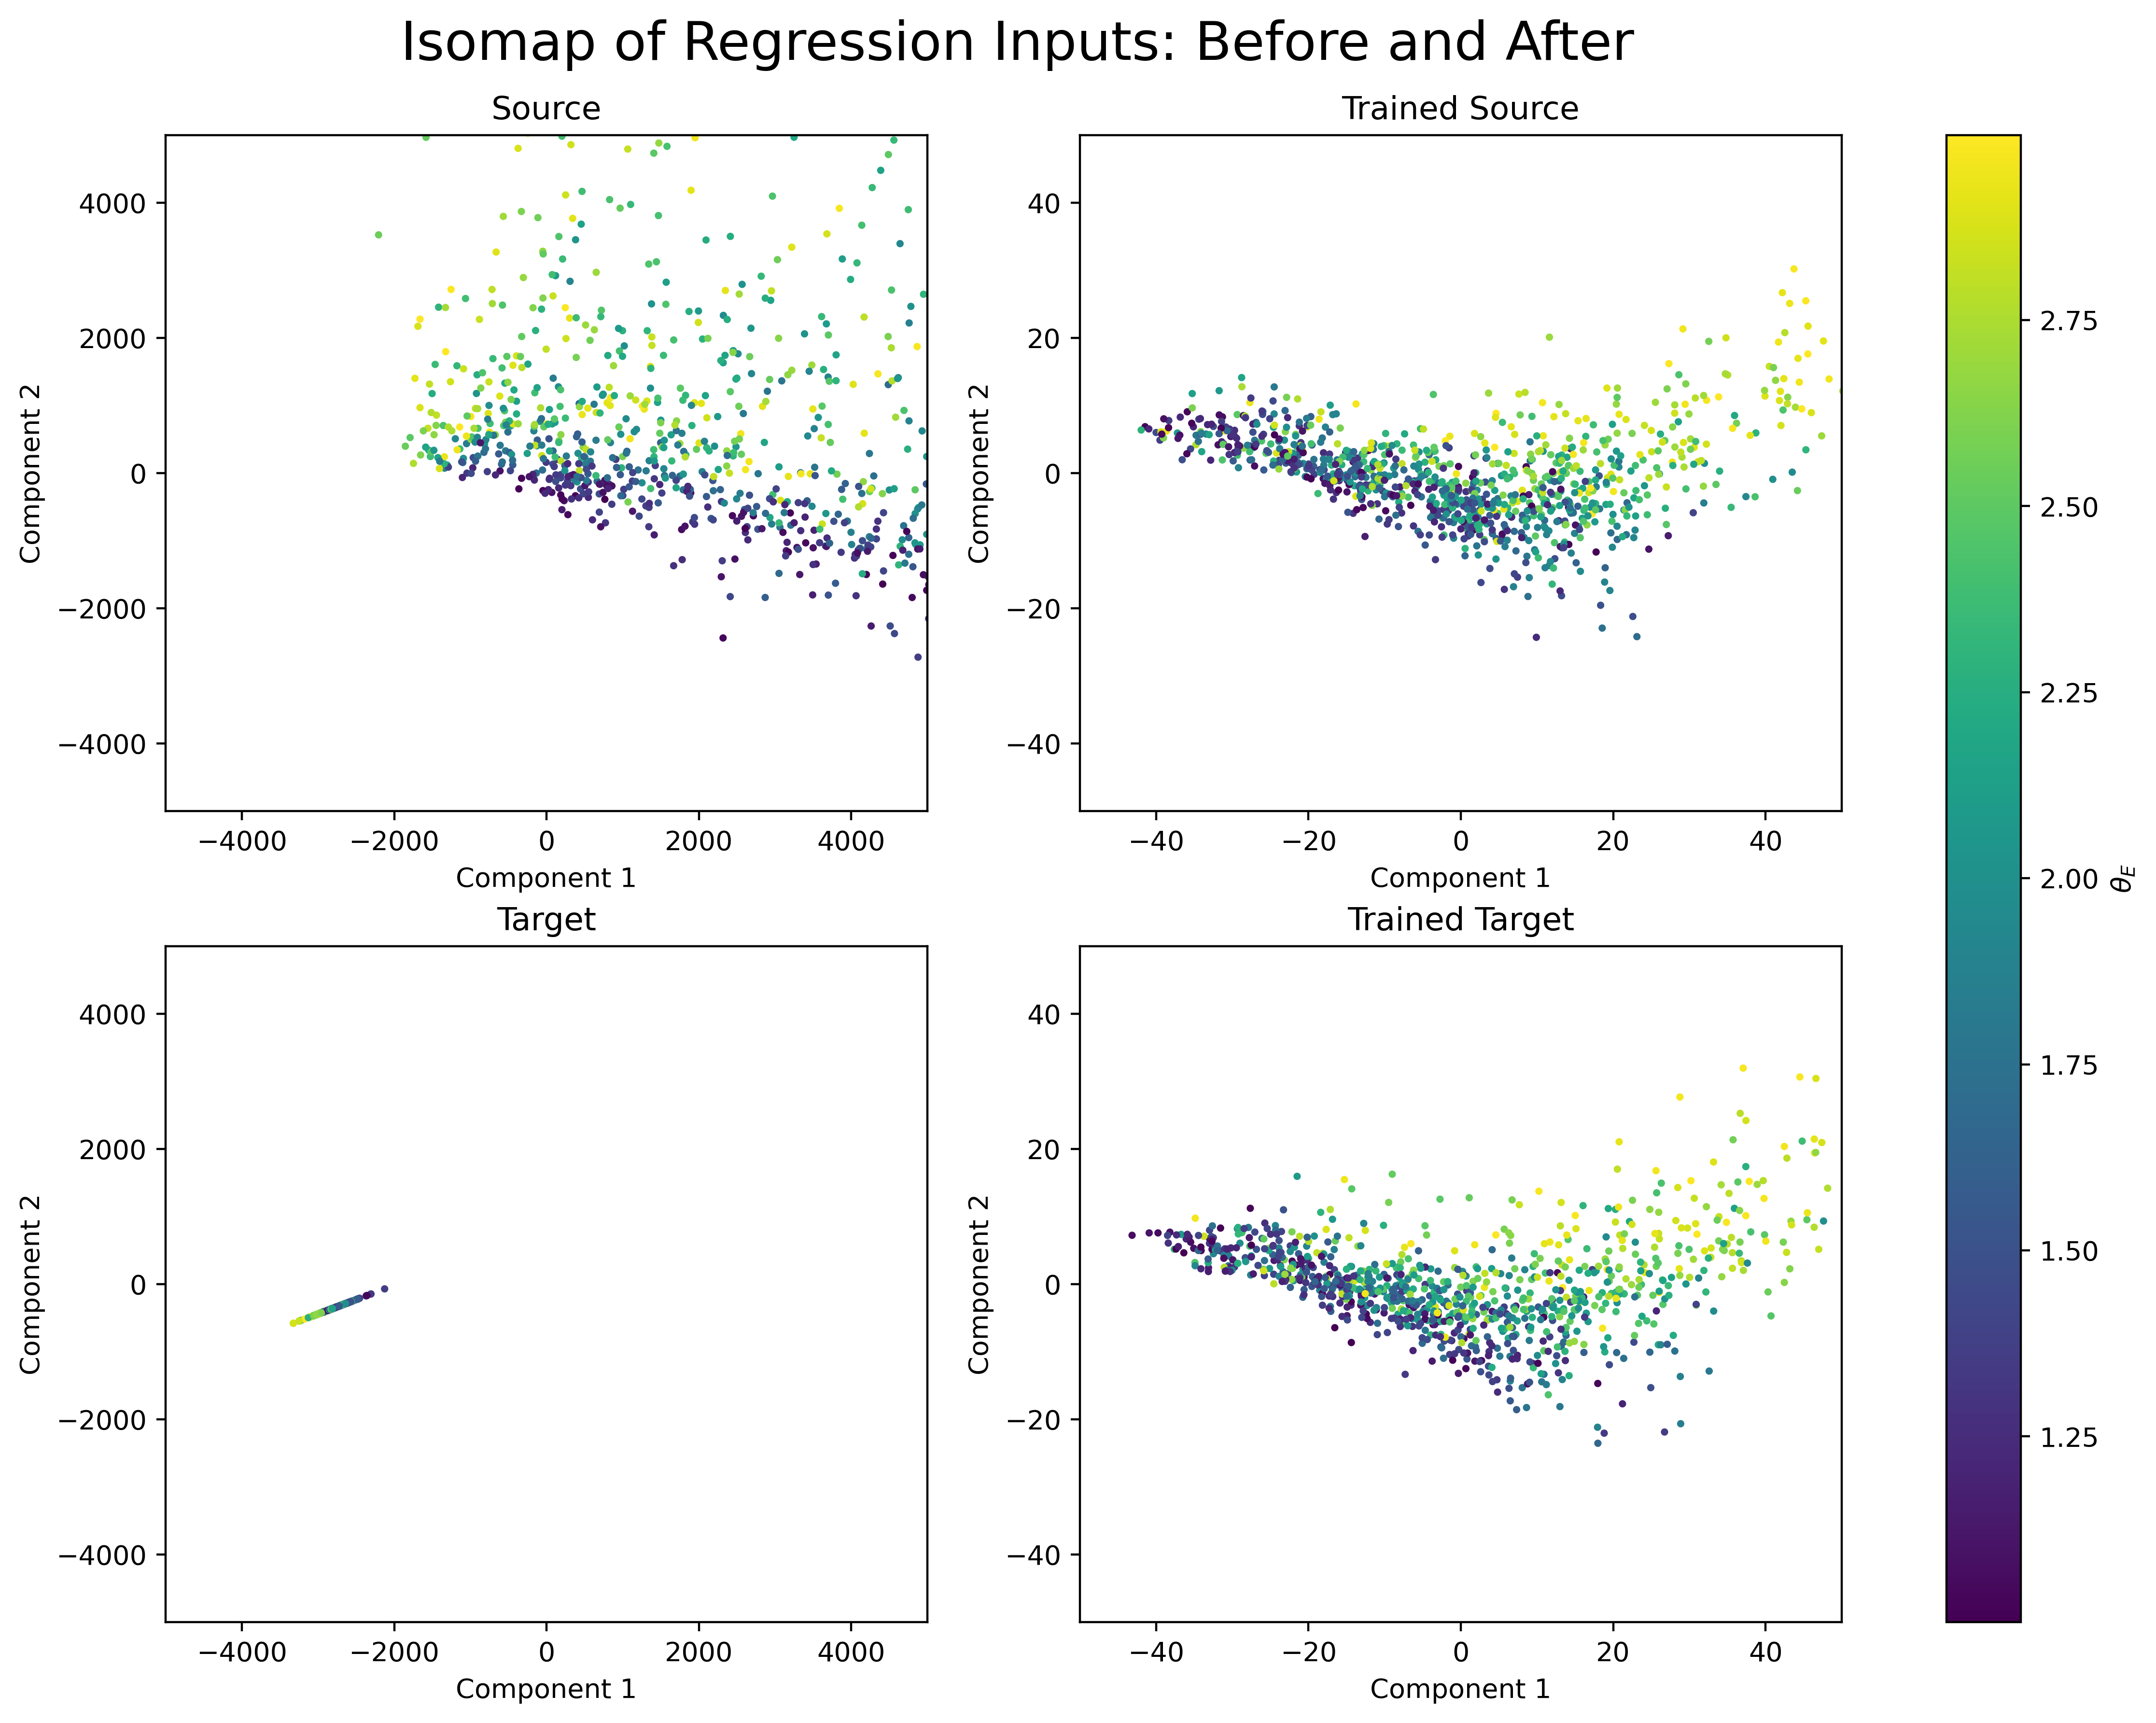 Isomap of Regression Inputs: Before and After
Source
Component 2
4000
2000
0
−2000
−4000
−4000 −2000 0 2000 4000
Component 1
Trained Source
Component 2
40
20
0
−20
−40
−40 −20 0 20 40
Component 1
Target
Component 2
4000
2000
0
−2000
−4000
−4000 −2000 0 2000 4000
Component 1
Trained Target
Component 2
40
20
0
−20
−40
−40 −20 0 20 40
Component 1
2.75
2.50
2.25
2.00
1.75
1.50
1.25
θ_E